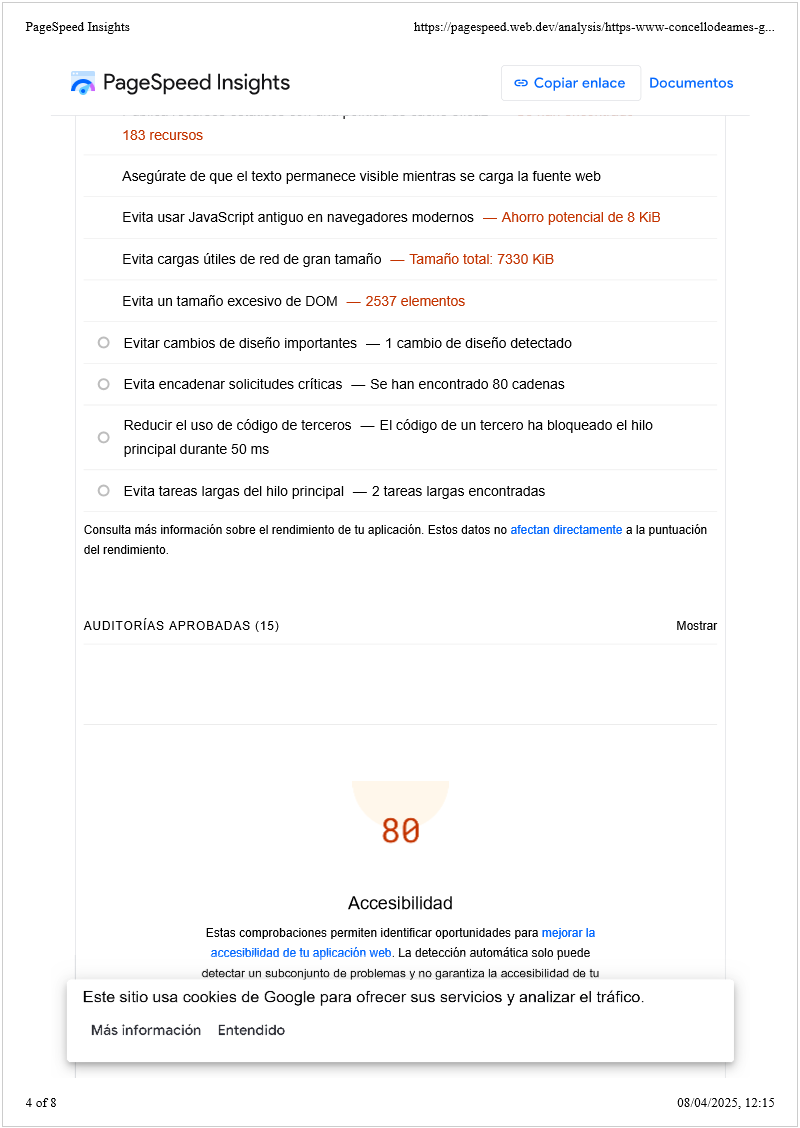 PageSpeed Insights https://pagespeed.web.dev/analysis/https-www-concellodeames-g...
PageSpeed Insights Copiar enlace Documentos
183 recursos
Asegúrate de que el texto permanece visible mientras se carga la fuente web
Evita usar JavaScript antiguo en navegadores modernos — Ahorro potencial de 8 KiB
Evita cargas útiles de red de gran tamaño — Tamaño total: 7330 KiB
Evita un tamaño excesivo de DOM — 2537 elementos
Evitar cambios de diseño importantes — 1 cambio de diseño detectado
Evita encadenar solicitudes críticas — Se han encontrado 80 cadenas
Reducir el uso de código de terceros — El código de un tercero ha bloqueado el hilo
principal durante 50 ms
Evita tareas largas del hilo principal — 2 tareas largas encontradas
Consulta más información sobre el rendimiento de tu aplicación. Estos datos no afectan directamente a la puntuación
del rendimiento.
AUDITORÍAS APROBADAS (15) Mostrar
80
Accesibilidad
Estas comprobaciones permiten identificar oportunidades para mejorar la
accesibilidad de tu aplicación web. La detección automática solo puede
detectar un subconjunto de problemas y no garantiza la accesibilidad de tu
Este sitio usa cookies de Google para ofrecer sus servicios y analizar el tráfico.
Más información Entendido
4 of 8 08/04/2025, 12:15